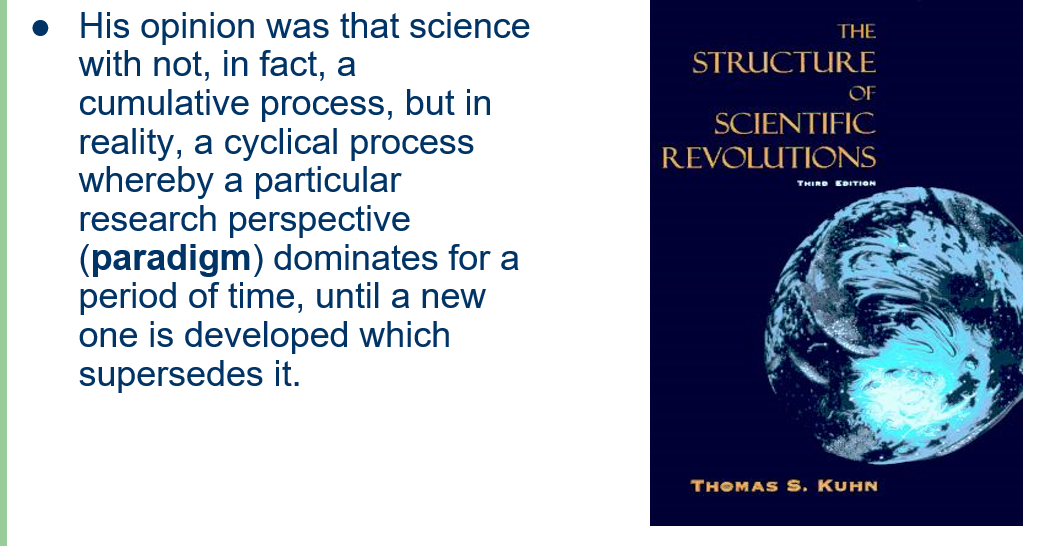 ● His opinion was that science
with not, in fact, a
cumulative process, but in
reality, a cyclical process
whereby a particular
research perspective
(paradigm) dominates for a
period of time, until a new
one is developed which
supersedes it.
THE
STRUCTURE
OF
SCIENTIFIC
REVOLUTIONS
THIRD EDITION
THOMAS S. KUHN